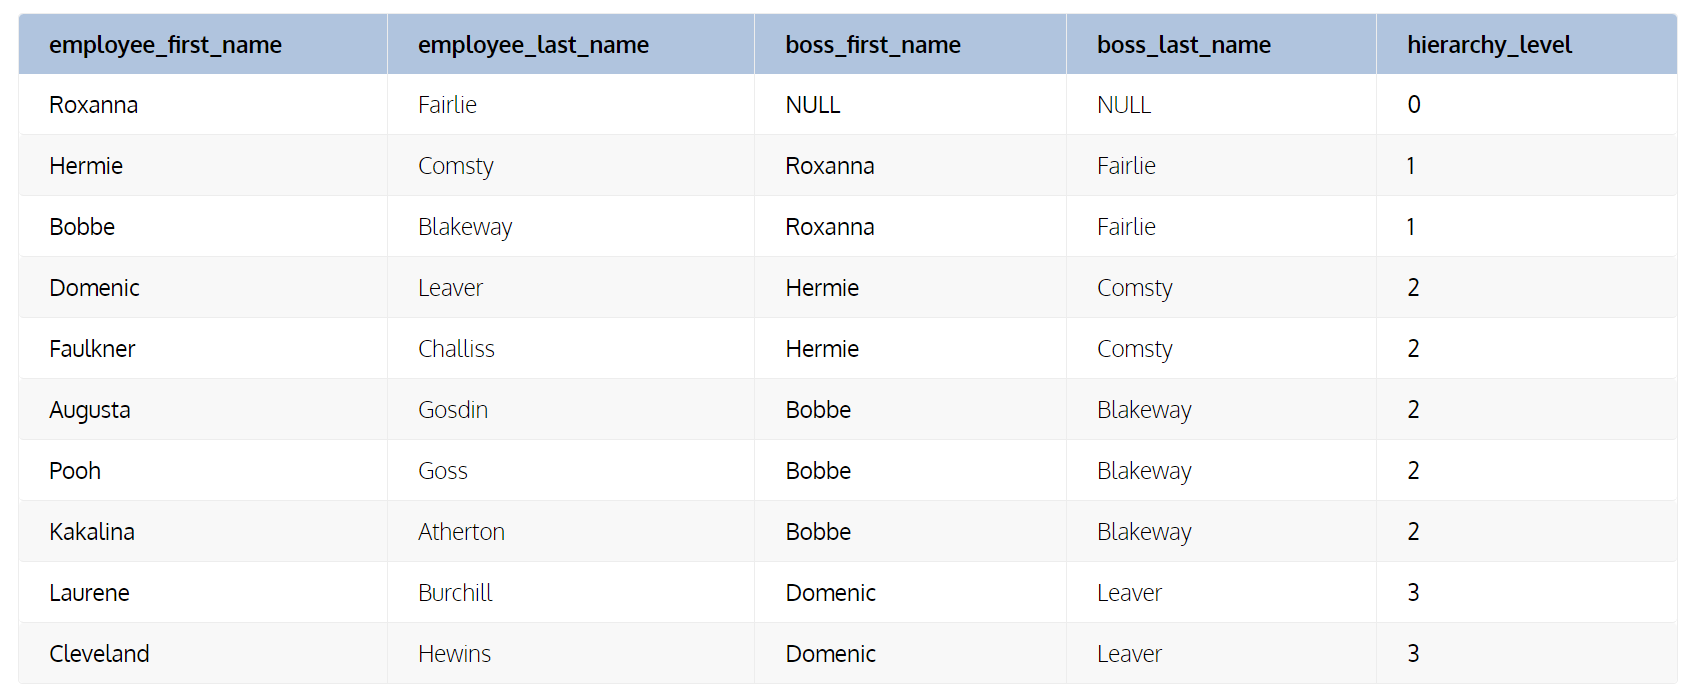 employee_first_name employee_last_name boss_first_name boss_last_name hierarchy_level
Roxanna Fairlie NULL NULL 0
Hermie Comsty Roxanna Fairlie 1
Bobbe Blakeway Roxanna Fairlie 1
Domenic Leaver Hermie Comsty 2
Faulkner Challiss Hermie Comsty 2
Augusta Gosdin Bobbe Blakeway 2
Pooh Goss Bobbe Blakeway 2
Kakalina Atherton Bobbe Blakeway 2
Laurene Burchill Domenic Leaver 3
Cleveland Hewins Domenic Leaver 3